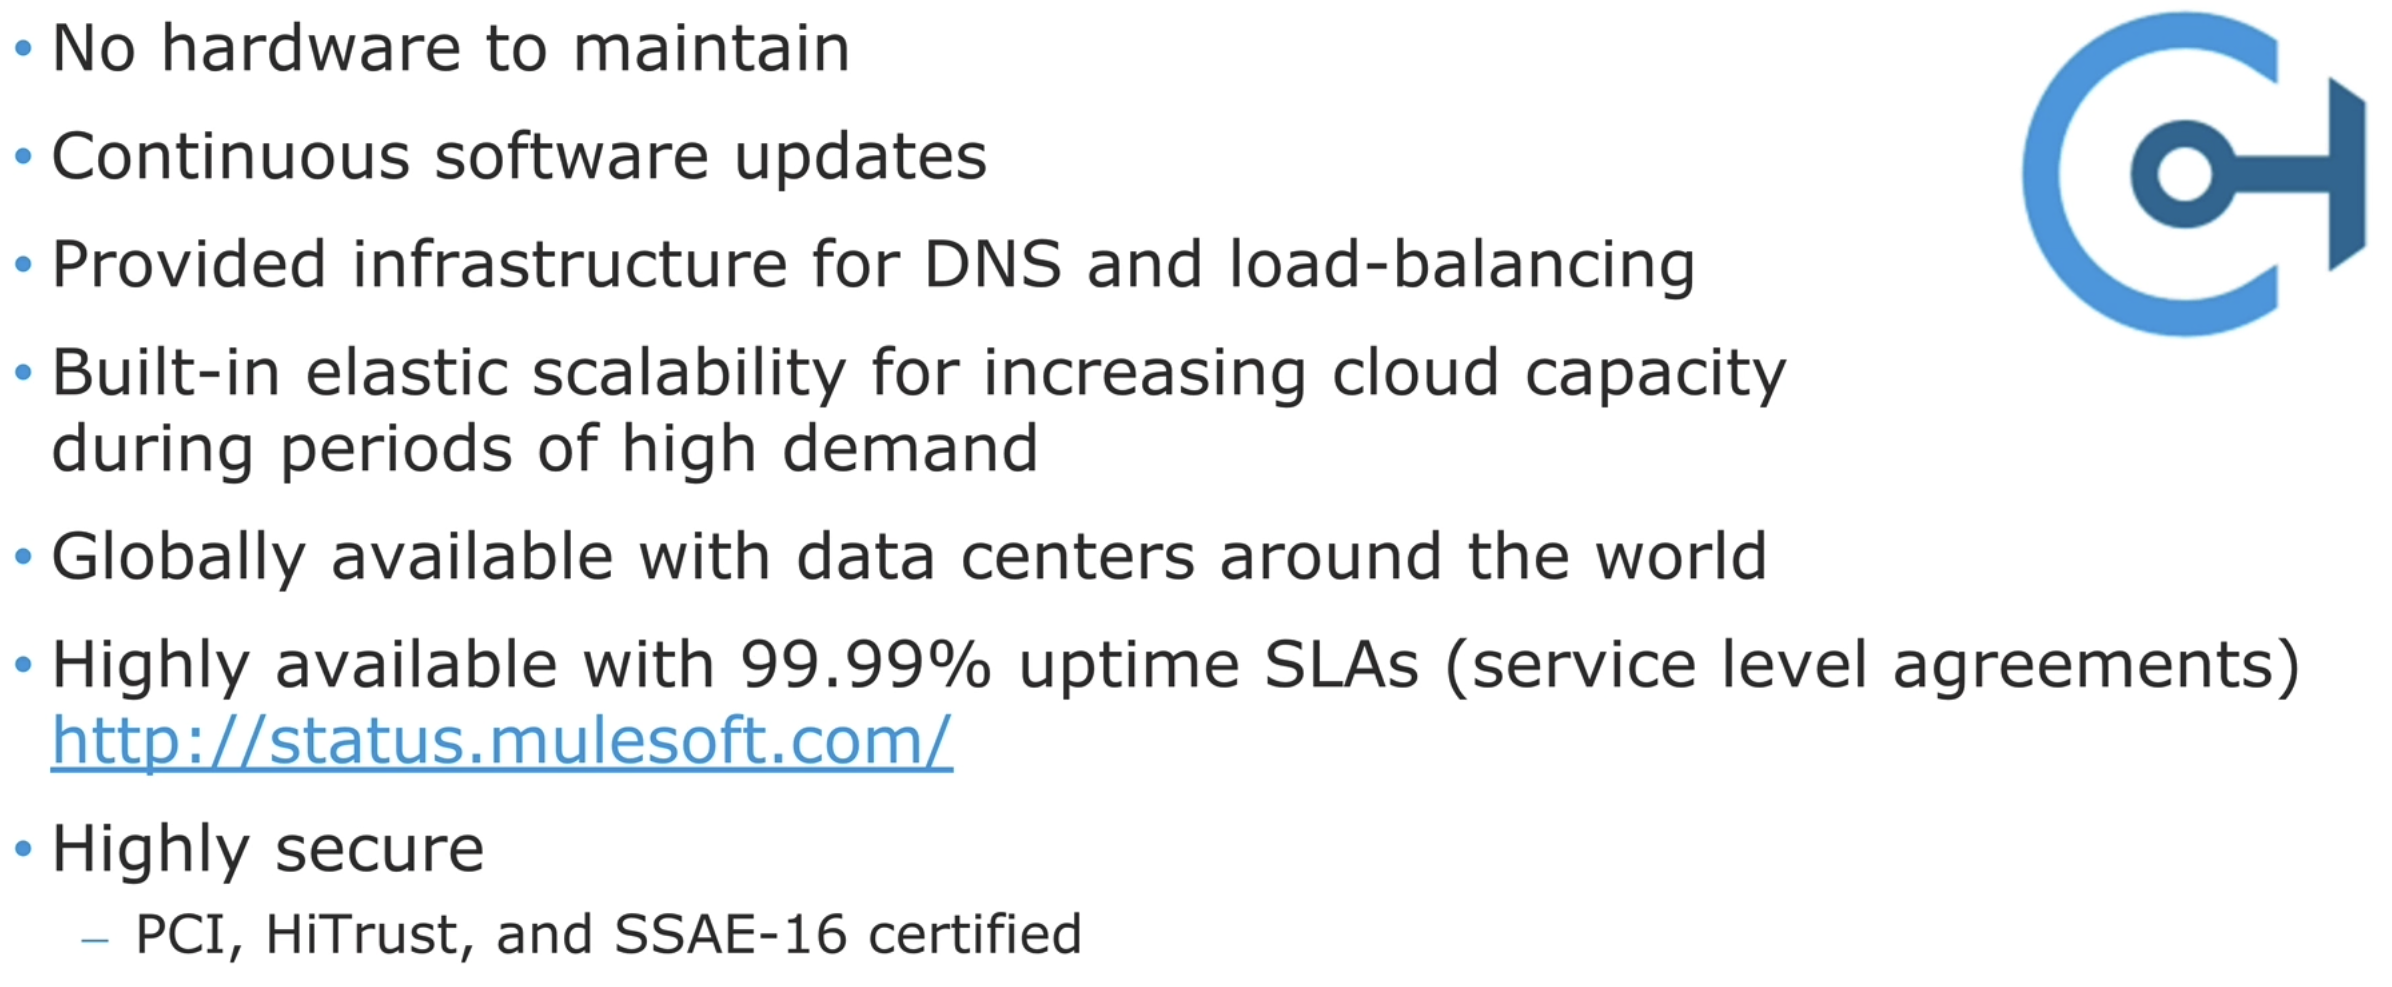 • No hardware to maintain
• Continuous software updates
• Provided infrastructure for DNS and load-balancing
• Built-in elastic scalability for increasing cloud capacity
during periods of high demand
• Globally available with data centers around the world
• Highly available with 99.99% uptime SLAs (service level agreements)
http://status.mulesoft.com/
• Highly secure
– PCI, HiTrust, and SSAE-16 certified